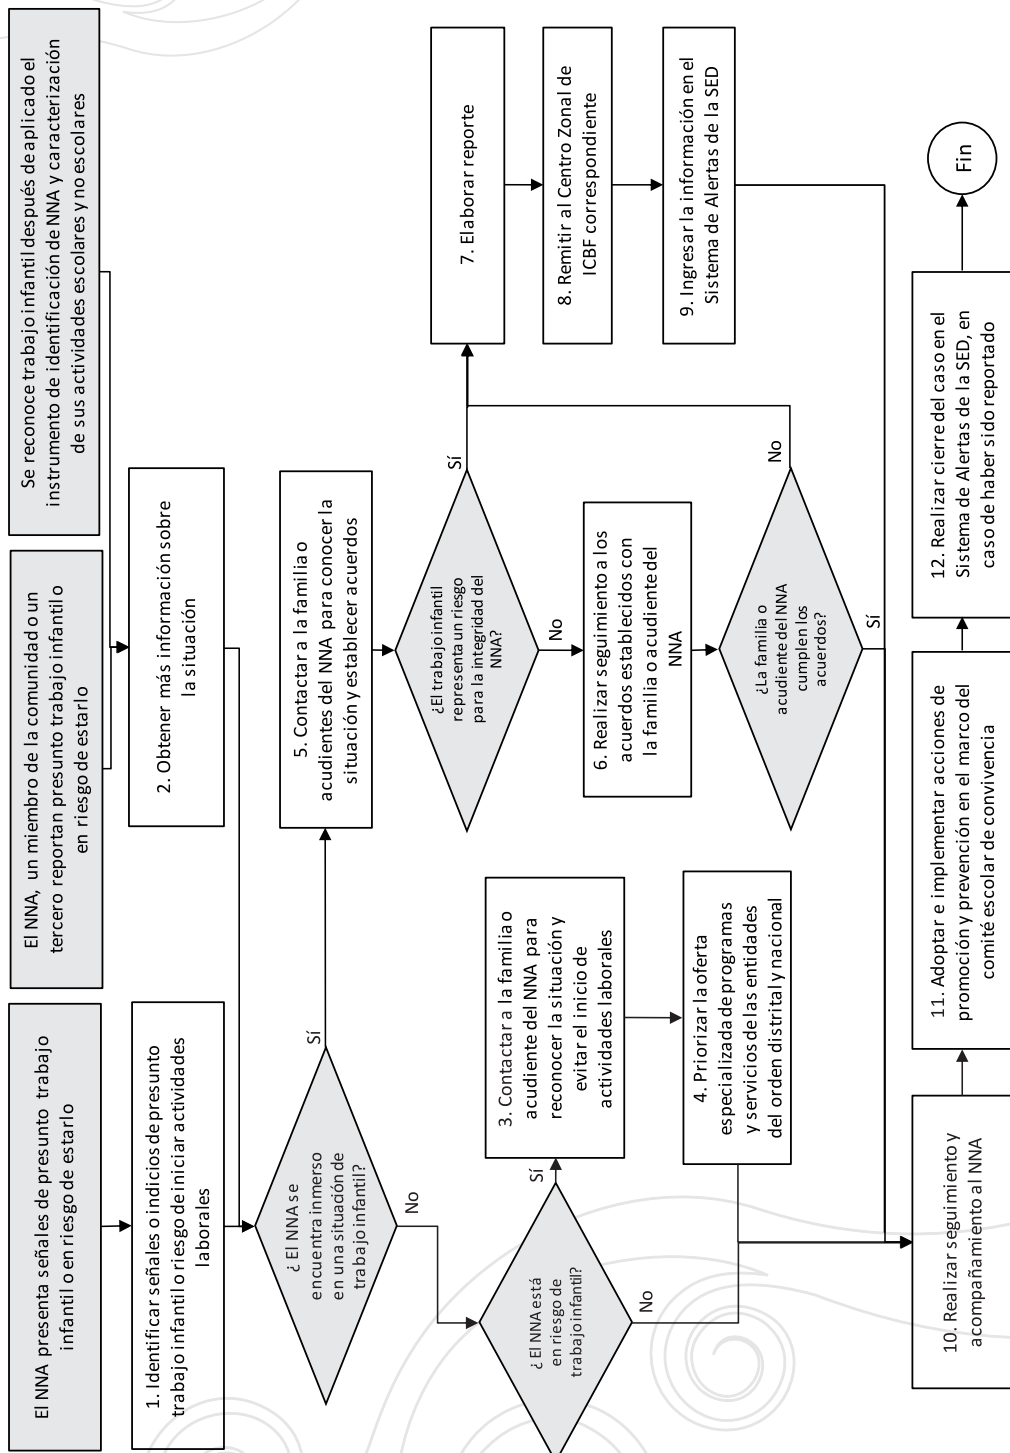 El NNA presenta señales de presunto trabajo
infantil o en riesgo de estarlo
El NNA, un miembro de la comunidad o un
tercero reportan presunto trabajo infantil o
en riesgo de estarlo
Se reconoce trabajo infantil después de aplicado el
instrumento de identificación de NNA y caracterización
de sus actividades escolares y no escolares
1. Identificar señales o indicios de presunto
trabajo infantil o riesgo de iniciar actividades
laborales
2. Obtener más información sobre
la situación
¿ El NNA se
encuentra inmerso
en una situación de
trabajo infantil?
Sí
No
5. Contactar a la familia o
acudientes del NNA para conocer la
situación y establecer acuerdos
¿El trabajo infantil
representa un riesgo
para la integridad del
NNA?
Sí
No
7. Elaborar reporte
8. Remitir al Centro Zonal de
ICBF correspondiente
9. Ingresar la información en el
Sistema de Alertas de la SED
¿ El NNA está
en riesgo de
trabajo infantil?
Sí
No
3. Contactar a la familia o
acudiente del NNA para
reconocer la situación y
evitar el inicio de
actividades laborales
4. Priorizar la oferta
especializada de programas
y servicios de las entidades
del orden distrital y nacional
6. Realizar seguimiento a los
acuerdos establecidos con
la familia o acudiente del
NNA
¿La familia o
acudiente del NNA
cumplen los
acuerdos?
No
Sí
10. Realizar seguimiento y
acompañamiento al NNA
11. Adoptar e implementar acciones de
promoción y prevención en el marco del
comité escolar de convivencia
12. Realizar cierre del caso en el
Sistema de Alertas de la SED, en
caso de haber sido reportado
Fin